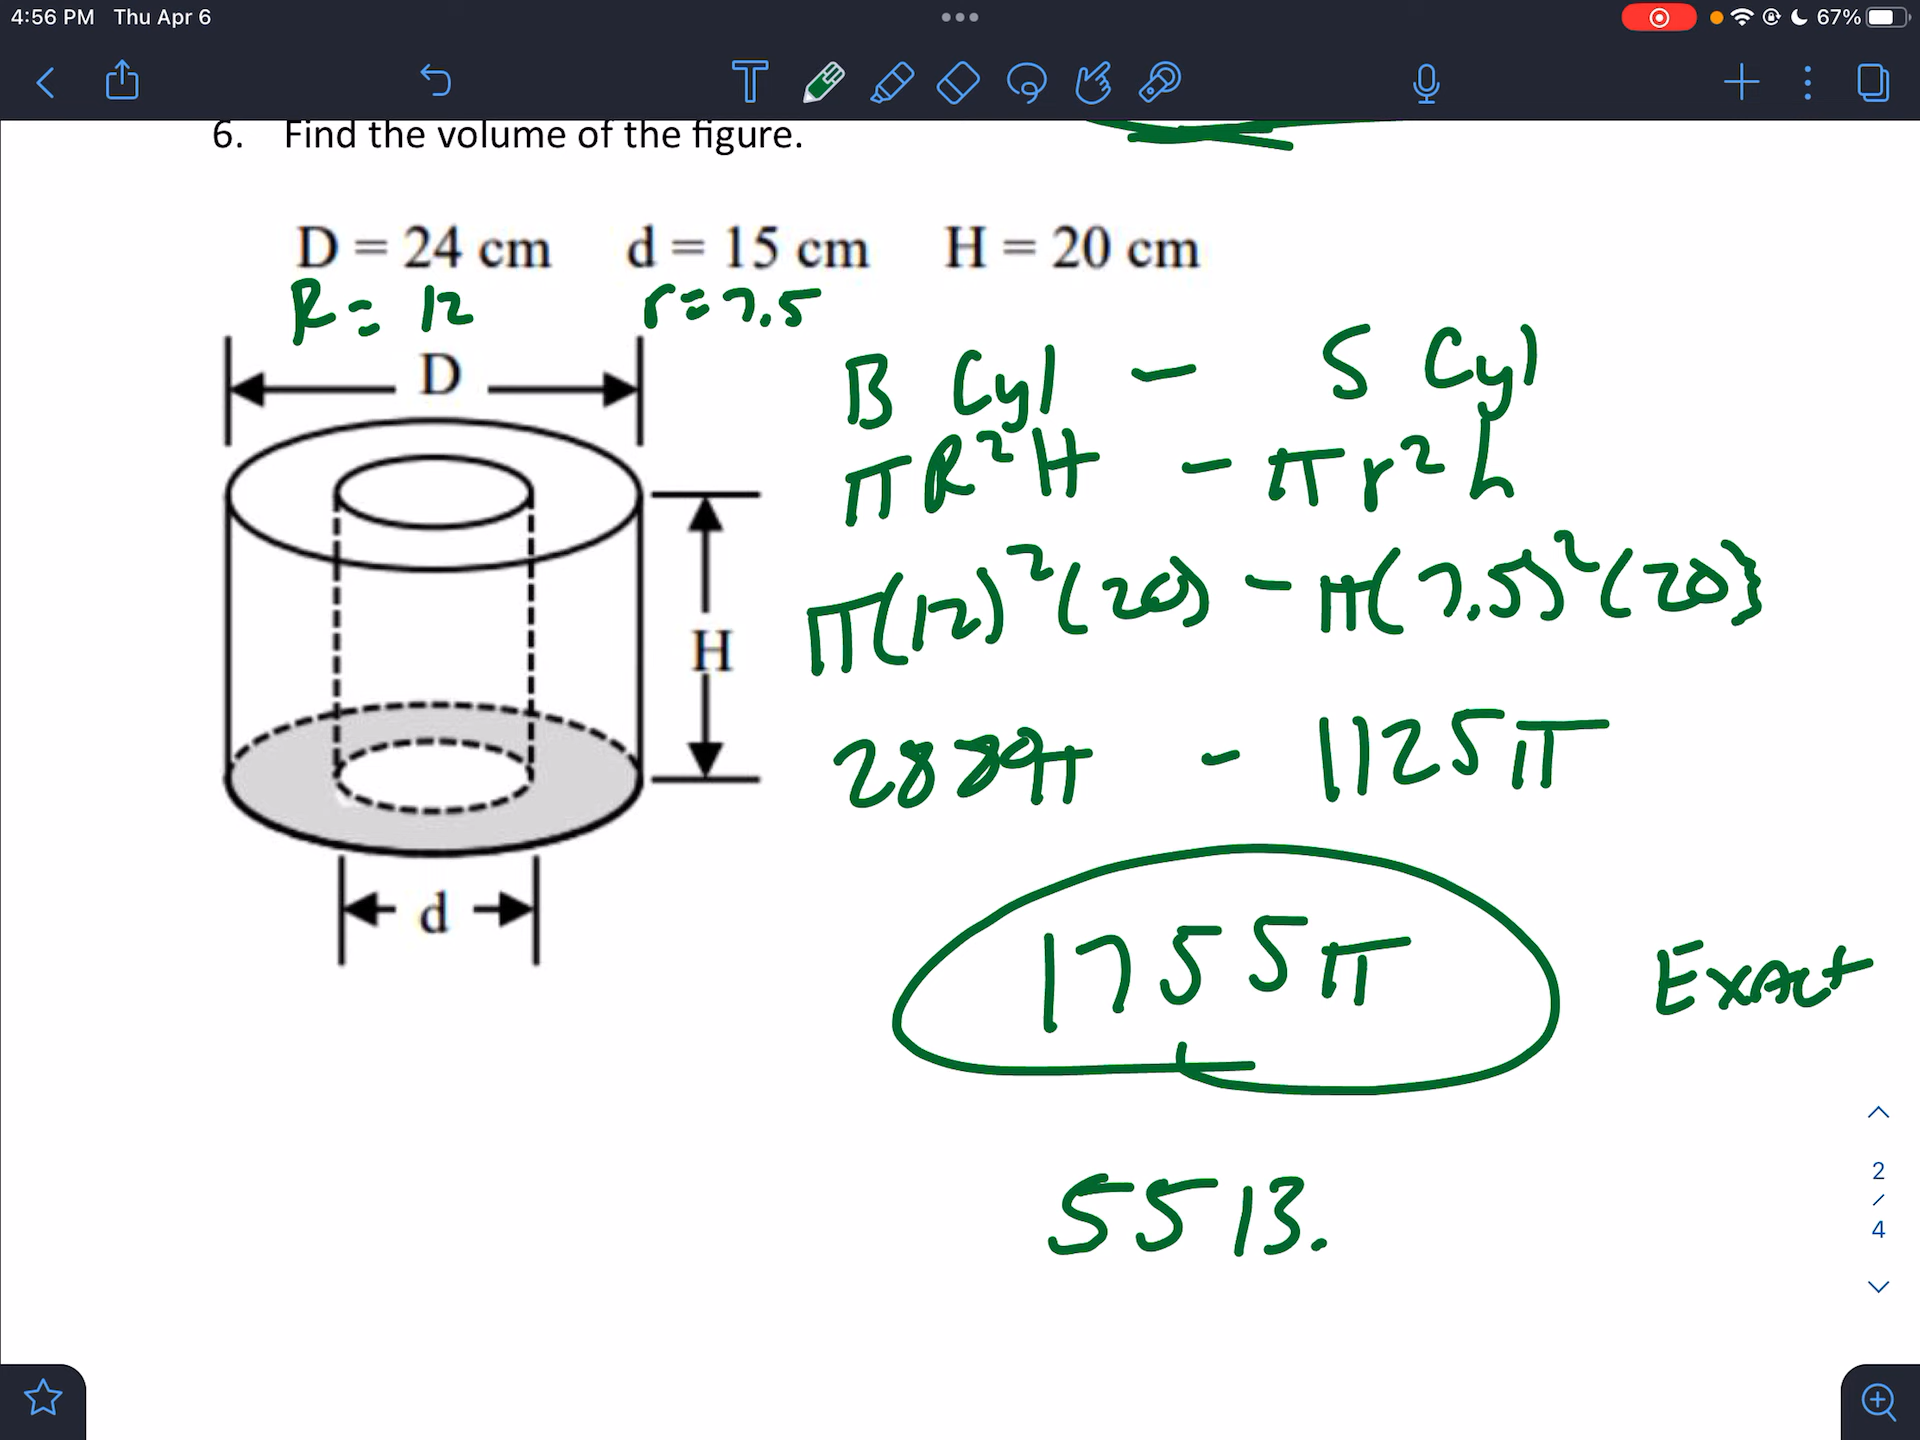 4:56 PM Thu Apr 6
67%
T
6. Find the volume of the figure.
D = 24 cm d = 15 cm H = 20 cm
R = 12 r = 7.5
D
B Cyl - S Cyl
πR²H - πr²h
π(12)²(20) - π(7.5)²(20)
H
2880π - 1125π
d
1755π
Exact
5513.
2
/
4